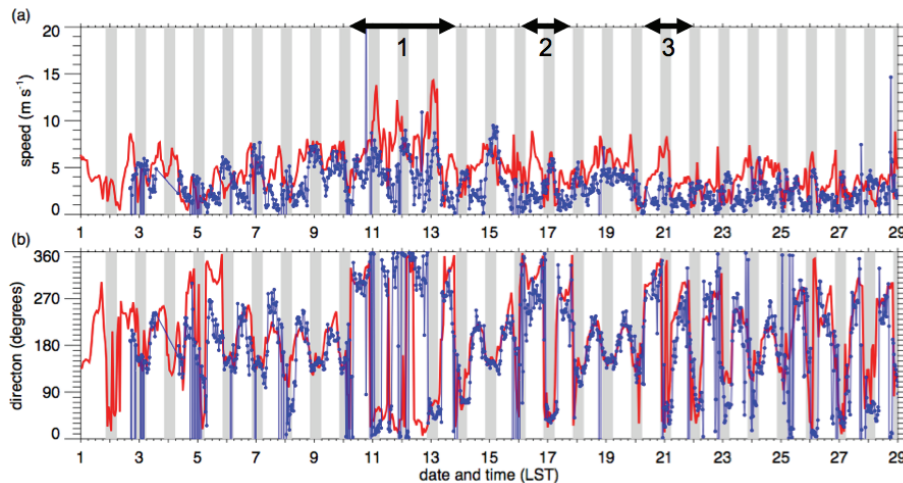 (a)
1 2 3
20
15
10
5
0
speed (m s⁻¹)
1 3 5 7 9 11 13 15 17 19 21 23 25 27 29
(b)
360
270
180
90
0
directon (degrees)
1 3 5 7 9 11 13 15 17 19 21 23 25 27 29
date and time (LST)